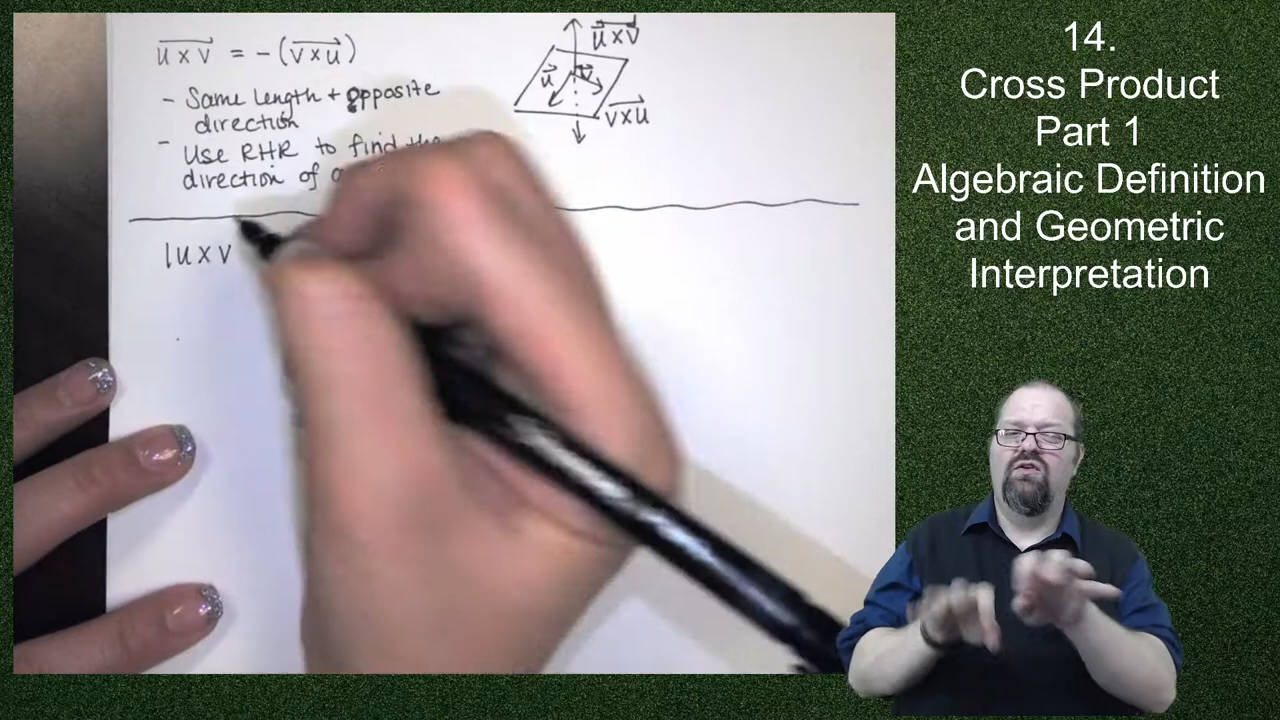 u x v = - (v x u)
- Same length + opposite
direction
- Use RHR to find the
direction of
u x v
u
v
v x u
|u x v
14.
Cross Product
Part 1
Algebraic Definition
and Geometric
Interpretation